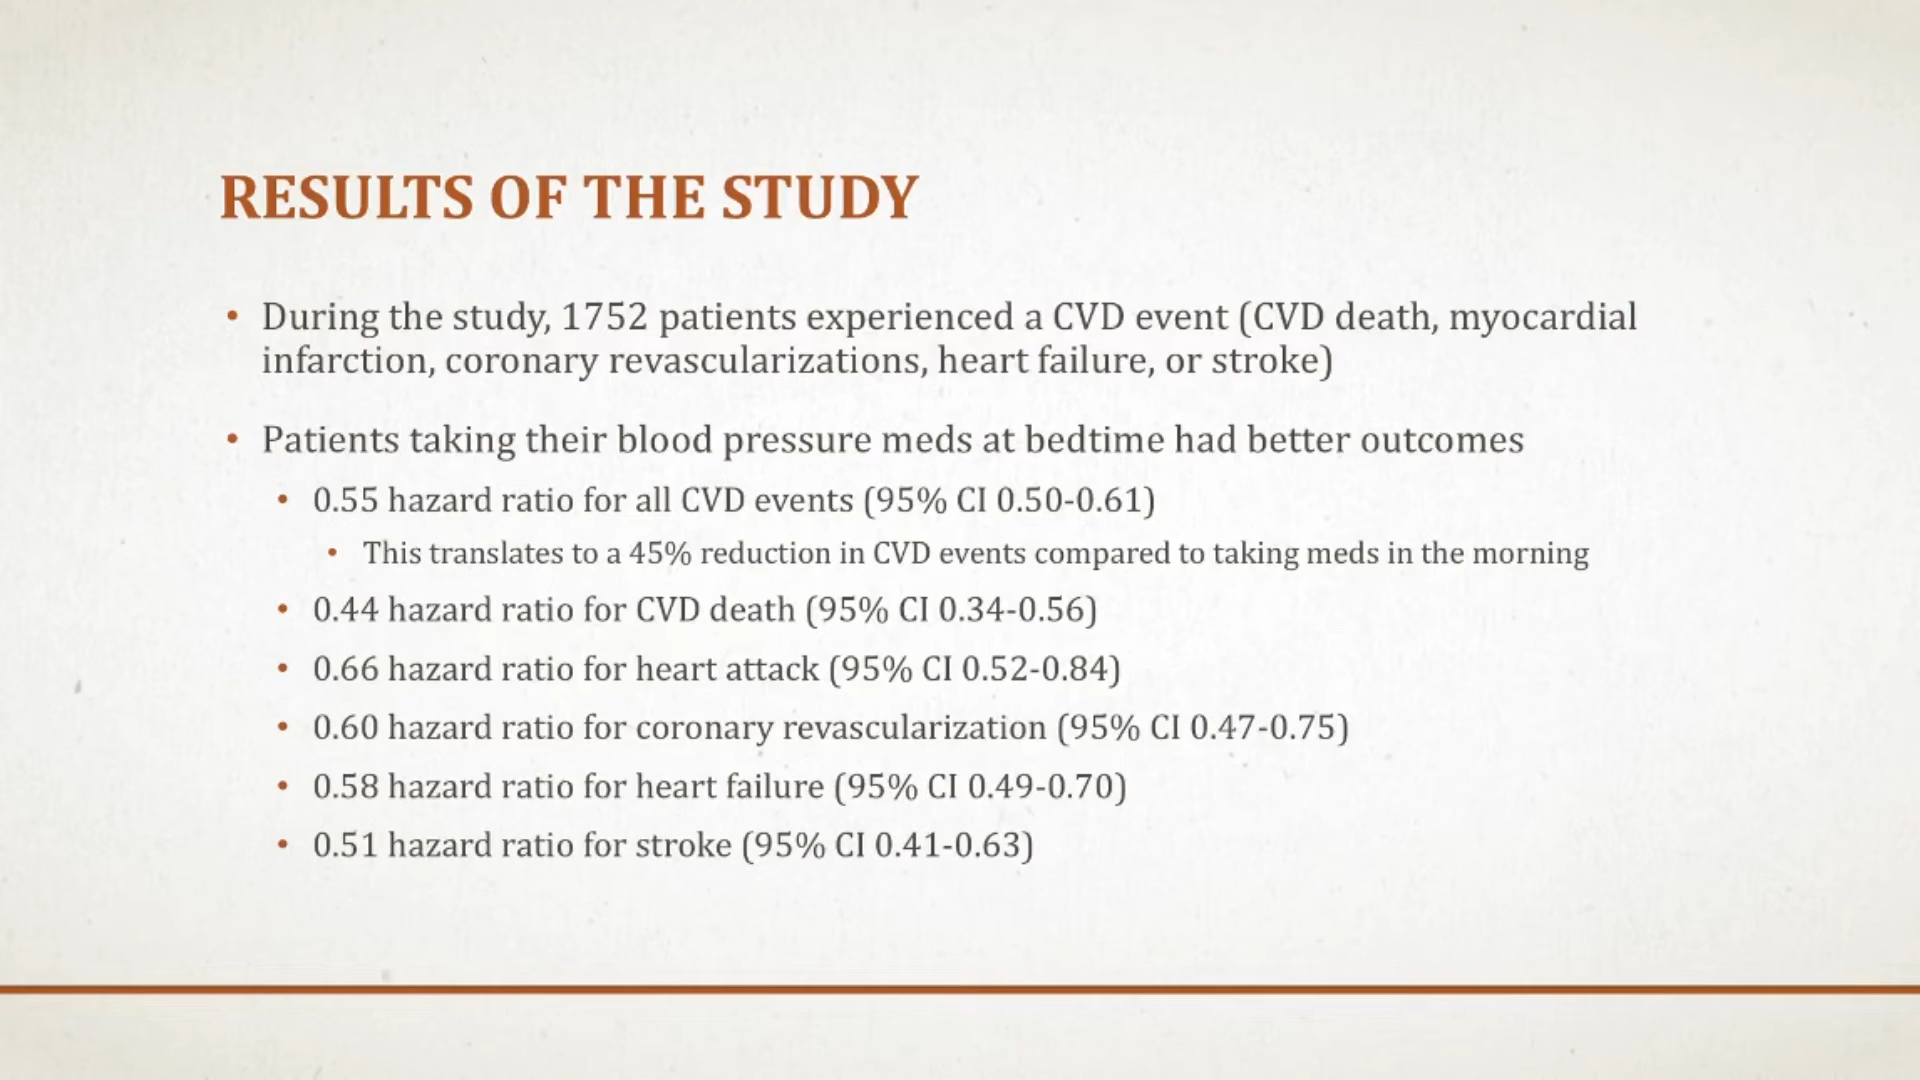 RESULTS OF THE STUDY
• During the study, 1752 patients experienced a CVD event (CVD death, myocardial
infarction, coronary revascularizations, heart failure, or stroke)
• Patients taking their blood pressure meds at bedtime had better outcomes
• 0.55 hazard ratio for all CVD events (95% CI 0.50-0.61)
• This translates to a 45% reduction in CVD events compared to taking meds in the morning
• 0.44 hazard ratio for CVD death (95% CI 0.34-0.56)
• 0.66 hazard ratio for heart attack (95% CI 0.52-0.84)
• 0.60 hazard ratio for coronary revascularization (95% CI 0.47-0.75)
• 0.58 hazard ratio for heart failure (95% CI 0.49-0.70)
• 0.51 hazard ratio for stroke (95% CI 0.41-0.63)